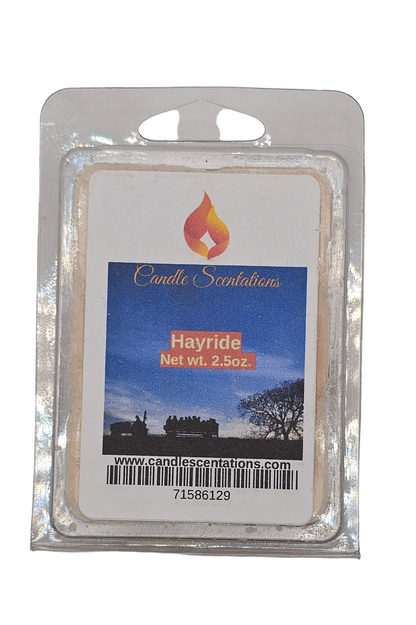 Candle Scentations
Hayride
Net wt. 2.5oz.
www.candlescentations.com
71586129